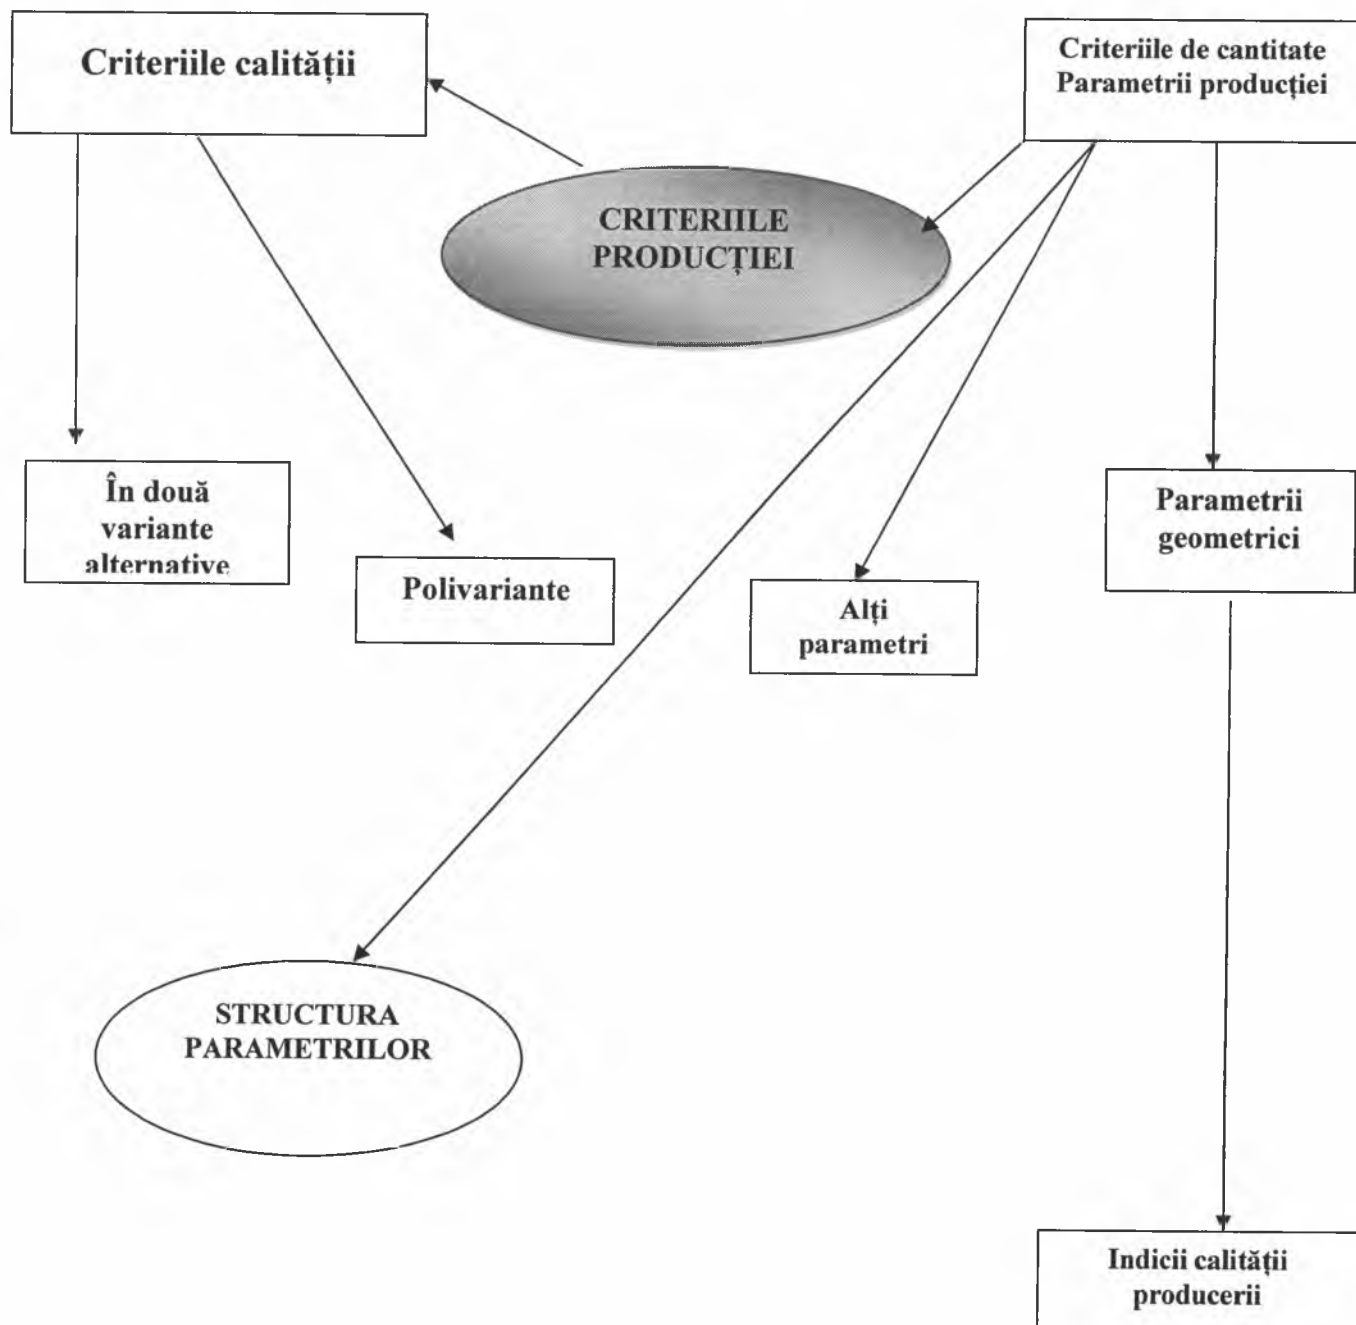 Criteriile calității
Criteriile de cantitate
Parametrii producției
CRITERIILE
PRODUCȚIEI
În două
variante
alternative
Polivariante
Alți
parametri
Parametrii
geometrici
STRUCTURA
PARAMETRILOR
Indicii calității
producerii